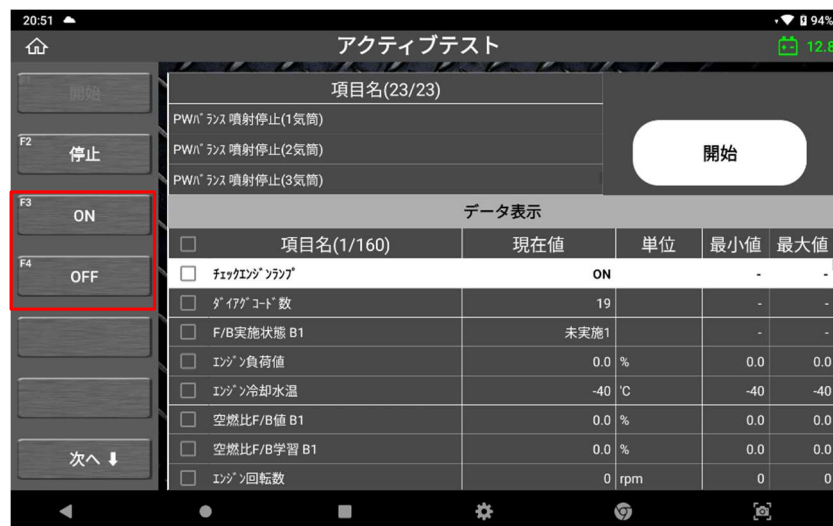 20:51
94%
アクティブテスト
12.8
開始
項目名(23/23)
PWﾊﾞﾗﾝｽ 噴射停止(1気筒)
PWﾊﾞﾗﾝｽ 噴射停止(2気筒)
PWﾊﾞﾗﾝｽ 噴射停止(3気筒)
開始
F2 停止
F3 ON
F4 OFF
次へ
データ表示
項目名(1/160) 現在値 単位 最小値 最大値
ﾁｪｯｸｴﾝｼﾞﾝﾗﾝﾌﾟ ON - -
ﾀﾞｲｱｸﾞｺｰﾄﾞ数 19 - -
F/B実施状態 B1 未実施1 - -
ｴﾝｼﾞﾝ負荷値 0.0 % 0.0 0.0
ｴﾝｼﾞﾝ冷却水温 -40 ℃ -40 -40
空燃比F/B値 B1 0.0 % 0.0 0.0
空燃比F/B学習 B1 0.0 % 0.0 0.0
ｴﾝｼﾞﾝ回転数 0 rpm 0 0